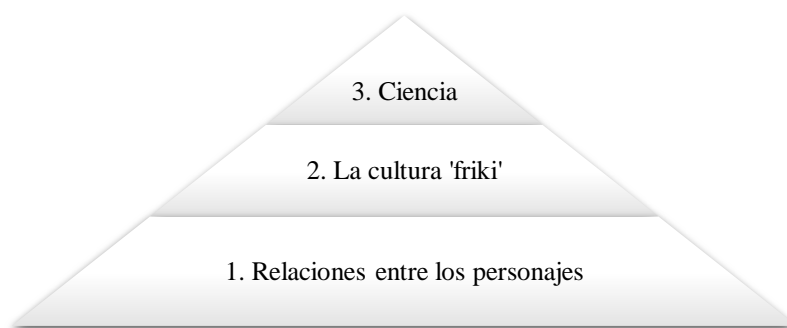 3. Ciencia
2. La cultura 'friki'
1. Relaciones entre los personajes